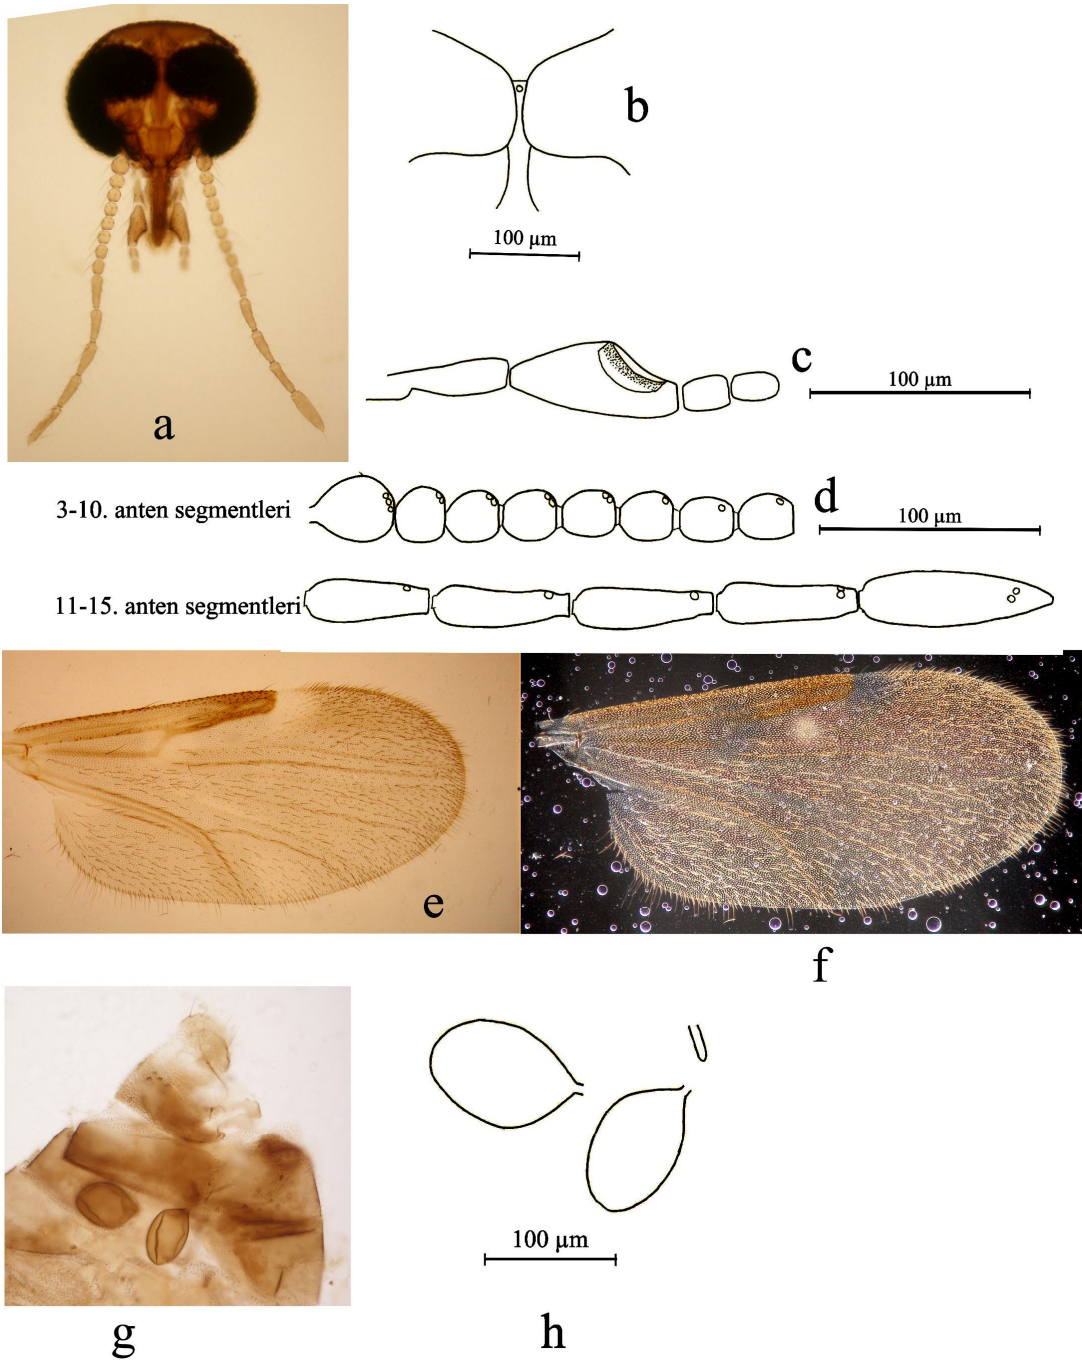 a
b
100 µm
c
100 µm
3-10. anten segmentleri
d
100 µm
11-15. anten segmentleri
e
f
g
h
100 µm